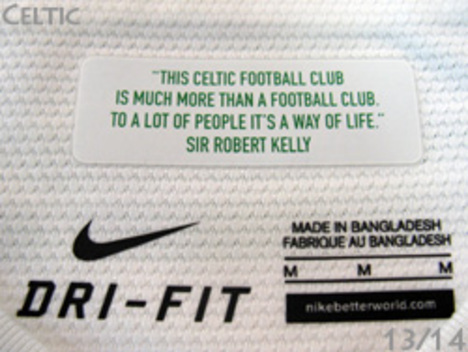 CELTIC
"THIS CELTIC FOOTBALL CLUB
IS MUCH MORE THAN A FOOTBALL CLUB.
TO A LOT OF PEOPLE IT'S A WAY OF LIFE."
SIR ROBERT KELLY
MADE IN BANGLADESH
FABRIQUE AU BANGLADESH
M M M
DRI-FIT
nikebetterworld.com
13/14